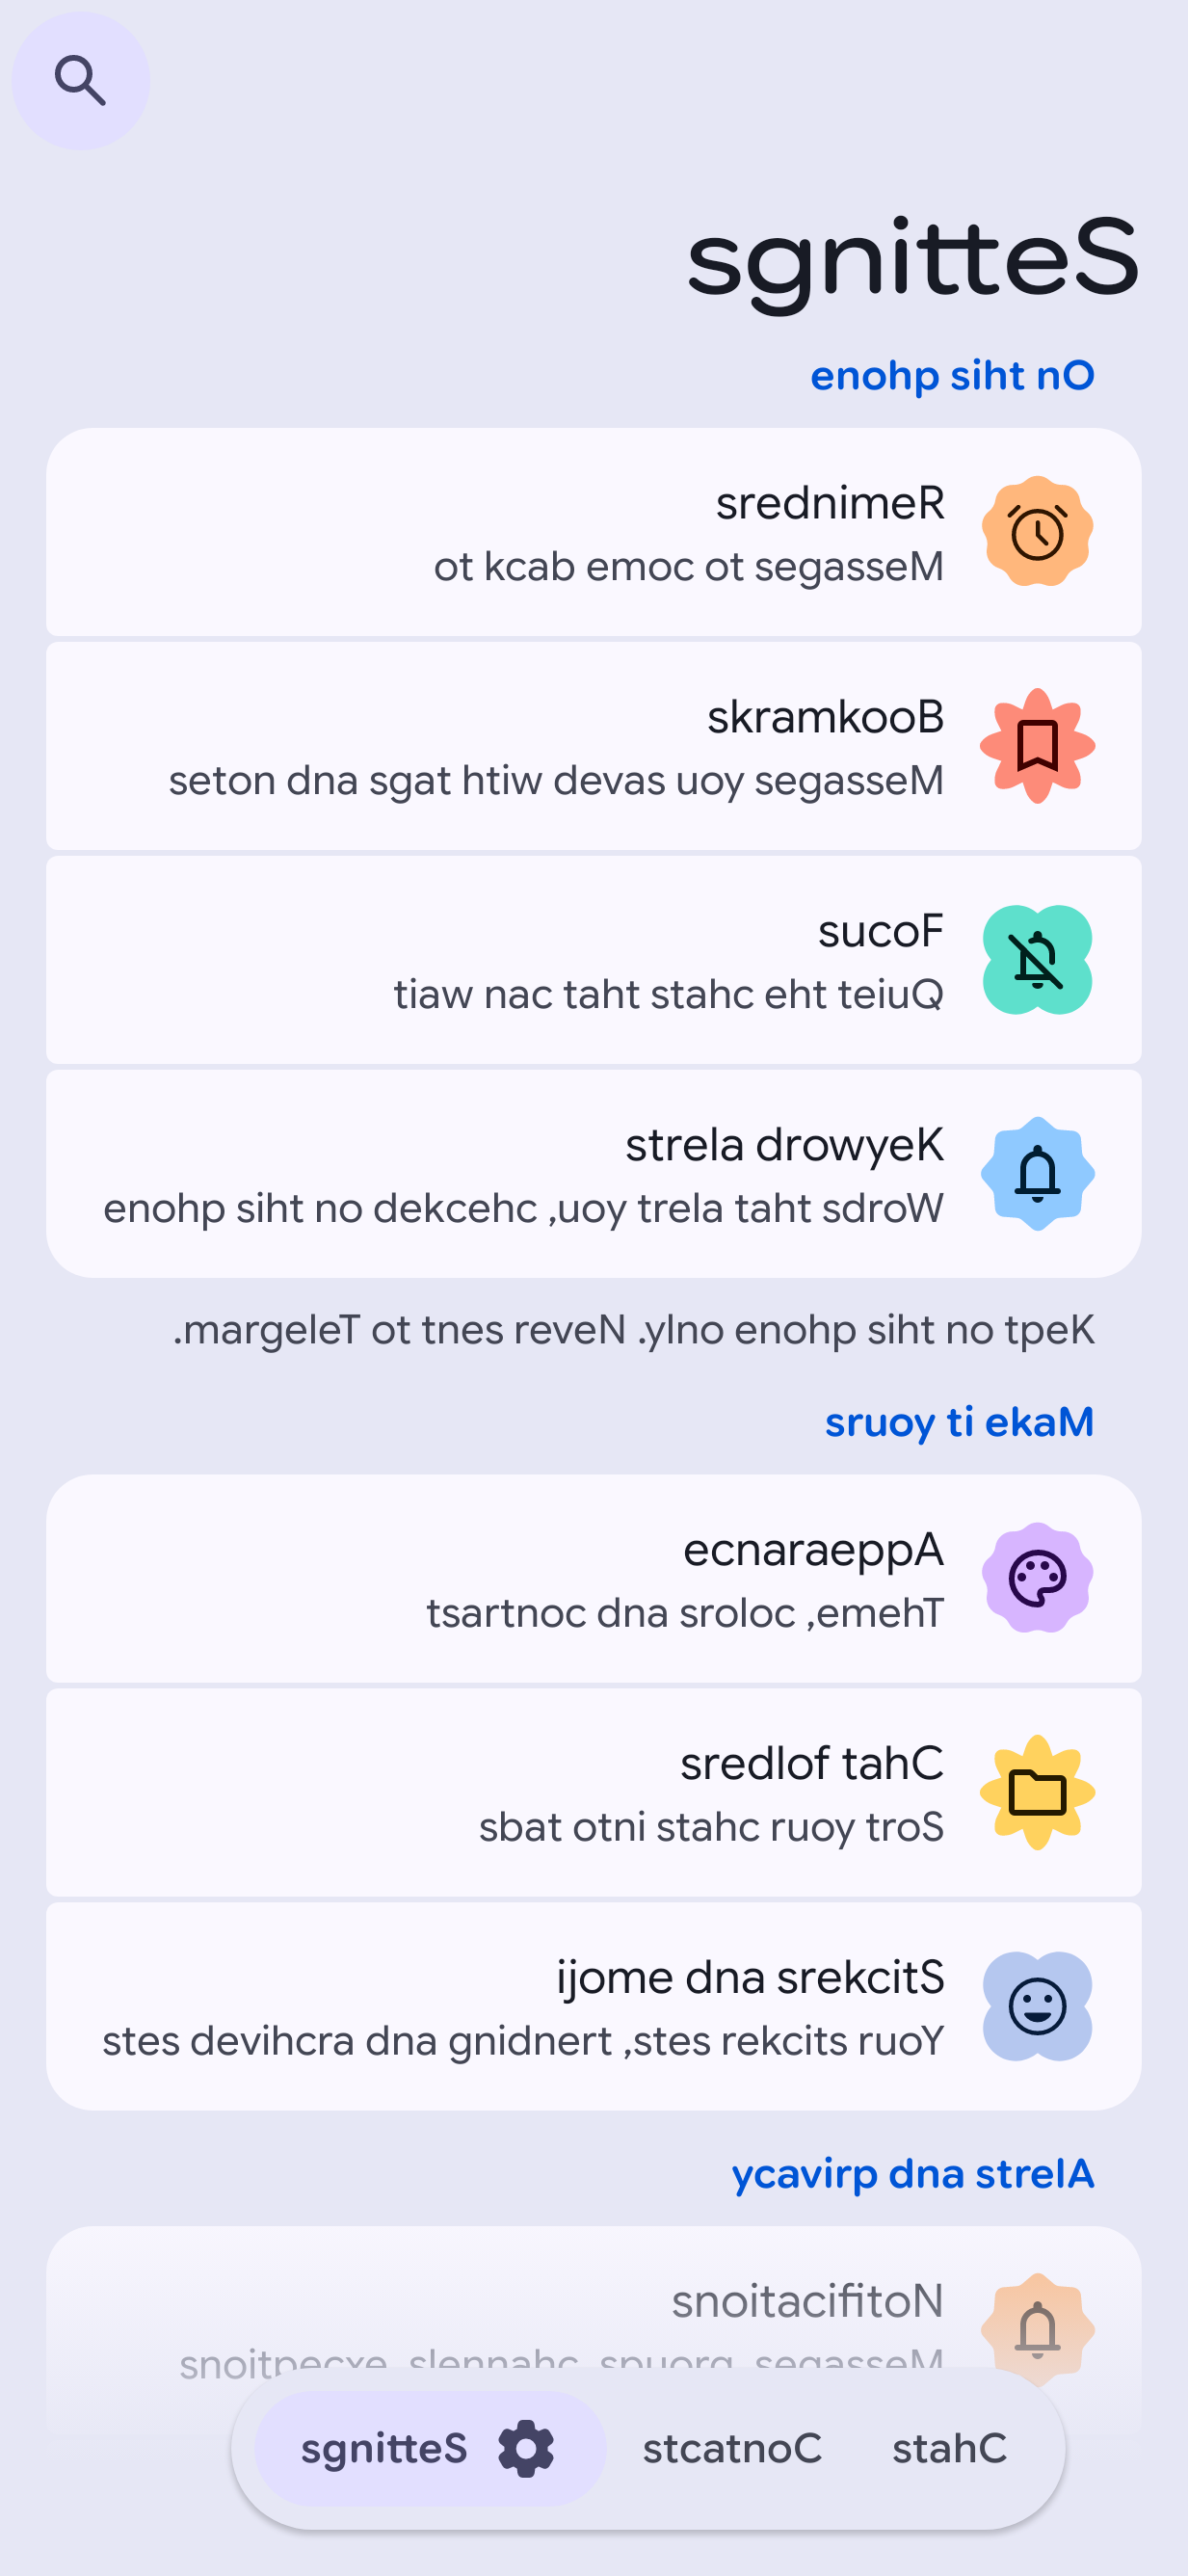 sgnitteS
enohp siht nO
srednimeR
ot kcab emoc ot segasseM
skramkooB
seton dna sgat htiw devas uoy segasseM
sucoF
tiaw nac taht stahc eht teiuQ
strela drowyeK
enohp siht no dekcehc ,uoy trela taht sdroW
.margeleT ot tnes reveN .ylno enohp siht no tpeK
sruoy ti ekaM
ecnaraeppA
tsartnoc dna sroloc ,emehT
sredlof tahC
sbat otni stahc ruoy troS
ijome dna srekcitS
stes devihcra dna gnidnert ,stes rekcits ruoY
ycavirp dna strelA
snoitacifitoN
snoitpecxe ,slennahc ,spuorg ,segasseM
sgnitteS stcatnoC stahC